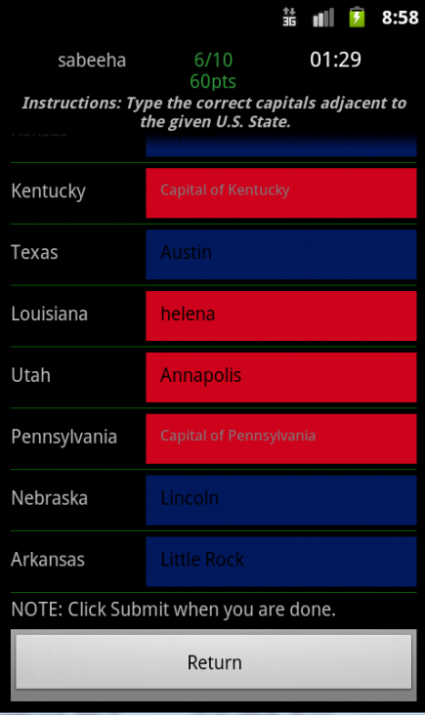 3G 8:58
sabeeha 6/10 01:29
60pts
Instructions: Type the correct capitals adjacent to
the given U.S. State.
Kentucky Capital of Kentucky
Texas Austin
Louisiana helena
Utah Annapolis
Pennsylvania Capital of Pennsylvania
Nebraska Lincoln
Arkansas Little Rock
NOTE: Click Submit when you are done.
Return